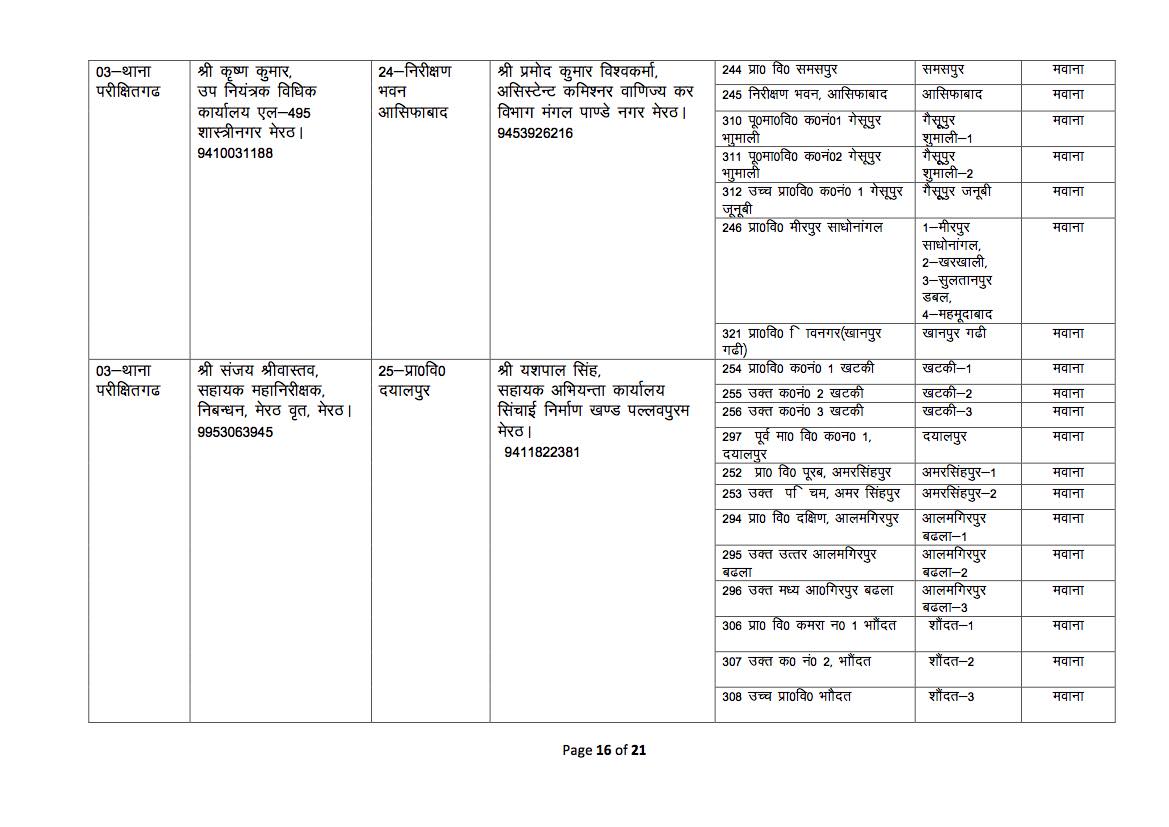 03–थाना
परीक्षितगढ
श्री कृष्ण कुमार,
उप नियंत्रक विधिक
कार्यालय एल–495
शास्त्रीनगर मेरठ।
9410031188
24–निरीक्षण
भवन
आसिफाबाद
श्री प्रमोद कुमार विश्वकर्मा,
असिस्टेन्ट कमिश्नर वाणिज्य कर
विभाग मंगल पाण्डे नगर मेरठ।
9453926216
244 प्रा0 वि0 समसपुर
समसपुर
मवाना
245 निरीक्षण भवन, आसिफाबाद
आसिफाबाद
मवाना
310 पू0मा0वि0 क0नं01 गेसूपुर
भाुमाली
गैसूपुर
शुमाली–1
मवाना
311 पू0मा0वि0 क0नं02 गेसूपुर
भाुमाली
गैसूपुर
शुमाली–2
मवाना
312 उच्च प्रा0वि0 क0नं0 1 गेसूपुर
जूनूबी
गैसूपुर जनूबी
मवाना
246 प्रा0वि0 मीरपुर साधोनांगल
1–मीरपुर
साधोनांगल,
2–खरखाली,
3–सुलतानपुर
डबल,
4–महमूदाबाद
मवाना
321 प्रा0वि0 ि ावनगर(खानपुर
गढी)
खानपुर गढी
मवाना
03–थाना
परीक्षितगढ
श्री संजय श्रीवास्तव,
सहायक महानिरीक्षक,
निबन्धन, मेरठ वृत, मेरठ।
9953063945
25–प्रा0वि0
दयालपुर
श्री यशपाल सिंह,
सहायक अभियन्ता कार्यालय
सिंचाई निर्माण खण्ड पल्लवपुरम
मेरठ।
9411822381
254 प्रा0वि0 क0नं0 1 खटकी
खटकी–1
मवाना
255 उक्त क0नं0 2 खटकी
खटकी–2
मवाना
256 उक्त क0नं0 3 खटकी
खटकी–3
मवाना
297 पूर्व मा0 वि0 क0न0 1,
दयालपुर
दयालपुर
मवाना
252 प्रा0 वि0 पूरब, अमरसिंहपुर
अमरसिंहपुर–1
मवाना
253 उक्त पि चम, अमर सिंहपुर
अमरसिंहपुर–2
मवाना
294 प्रा0 वि0 दक्षिण, आलमगिरपुर
आलमगिरपुर
बढला–1
मवाना
295 उक्त उत्तर आलमगिरपुर
बढला
आलमगिरपुर
बढला–2
मवाना
296 उक्त मध्य आ0गिरपुर बढला
आलमगिरपुर
बढला–3
मवाना
306 प्रा0 वि0 कमरा न0 1 भाौंदत
शौंदत–1
मवाना
307 उक्त क0 नं0 2, भाौंदत
शौंदत–2
मवाना
308 उच्च प्रा0वि0 भाौदत
शौंदत–3
मवाना
Page 16 of 21